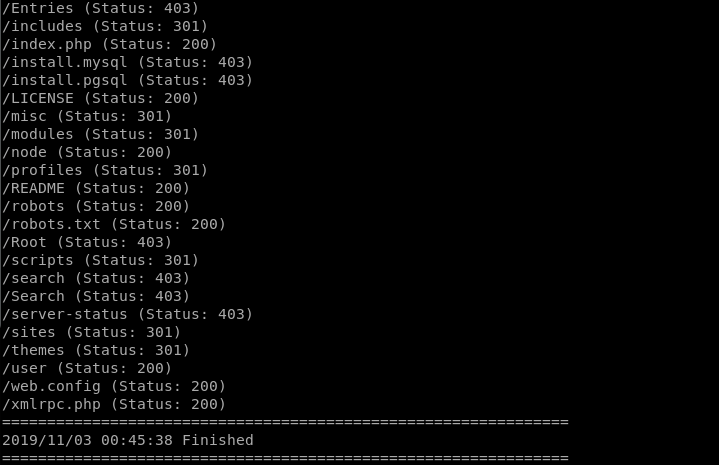 /Entries (Status: 403)
/includes (Status: 301)
/index.php (Status: 200)
/install.mysql (Status: 403)
/install.pgsql (Status: 403)
/LICENSE (Status: 200)
/misc (Status: 301)
/modules (Status: 301)
/node (Status: 200)
/profiles (Status: 301)
/README (Status: 200)
/robots (Status: 200)
/robots.txt (Status: 200)
/Root (Status: 403)
/scripts (Status: 301)
/search (Status: 403)
/Search (Status: 403)
/server-status (Status: 403)
/sites (Status: 301)
/themes (Status: 301)
/user (Status: 200)
/web.config (Status: 200)
/xmlrpc.php (Status: 200)
===============================================================
2019/11/03 00:45:38 Finished
===============================================================